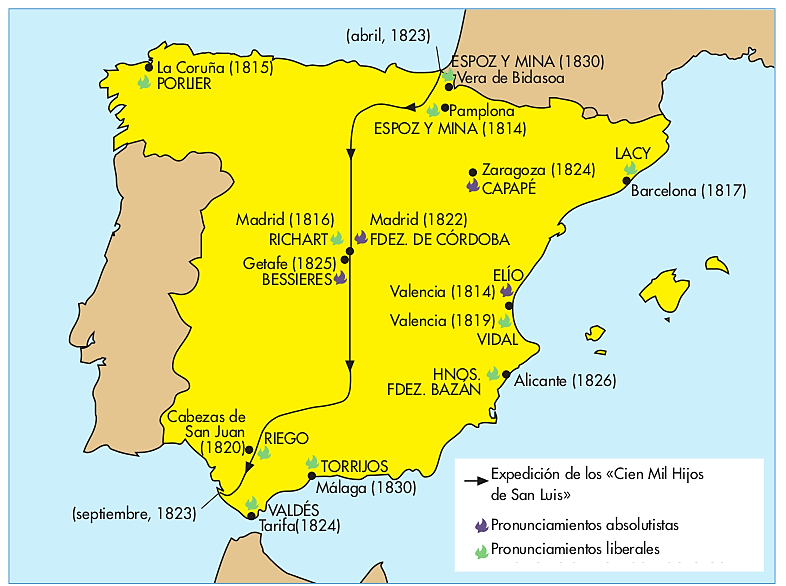 (abril, 1823)
ESPOZ Y MINA (1830)
Vera de Bidasoa
La Coruña (1815)
PORLIER
Pamplona
ESPOZ Y MINA (1814)
LACY
Barcelona (1817)
Zaragoza (1824)
CAPAPÉ
Madrid (1816)
RICHART
Madrid (1822)
FDEZ. DE CÓRDOBA
Getafe (1825)
BESSIERES
ELÍO
Valencia (1814)
Valencia (1819)
VIDAL
HNOS.
FDEZ. BAZÁN
Alicante (1826)
Cabezas de
San Juan
(1820)
RIEGO
TORRIJOS
Málaga (1830)
(septiembre, 1823)
VALDÉS
Tarifa(1824)
Expedición de los «Cien Mil Hijos
de San Luis»
Pronunciamientos absolutistas
Pronunciamientos liberales